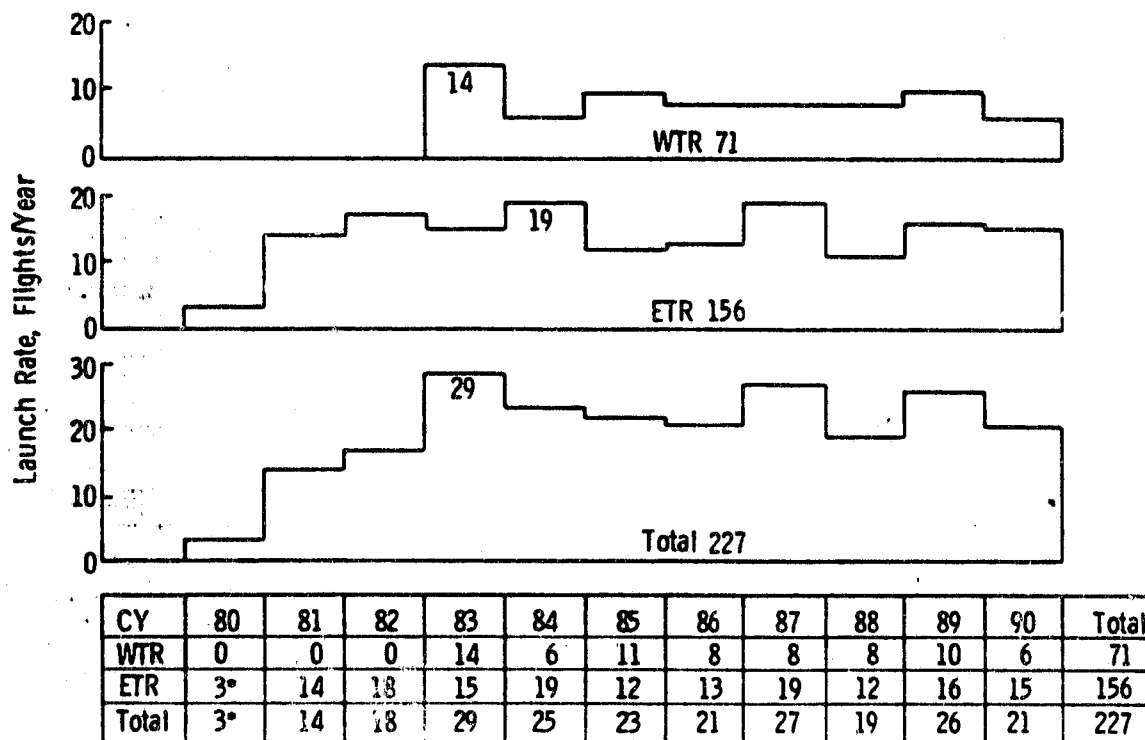 Launch Rate, Flights/Year
20
10
0
14
WTR 71
20
10
0
19
ETR 156
30
20
10
0
29
Total 227
CY 80 81 82 83 84 85 86 87 88 89 90 Total
WTR 0 0 0 14 6 11 8 8 8 10 6 71
ETR 3* 14 18 15 19 12 13 19 12 16 15 156
Total 3* 14 18 29 25 23 21 27 19 26 21 227